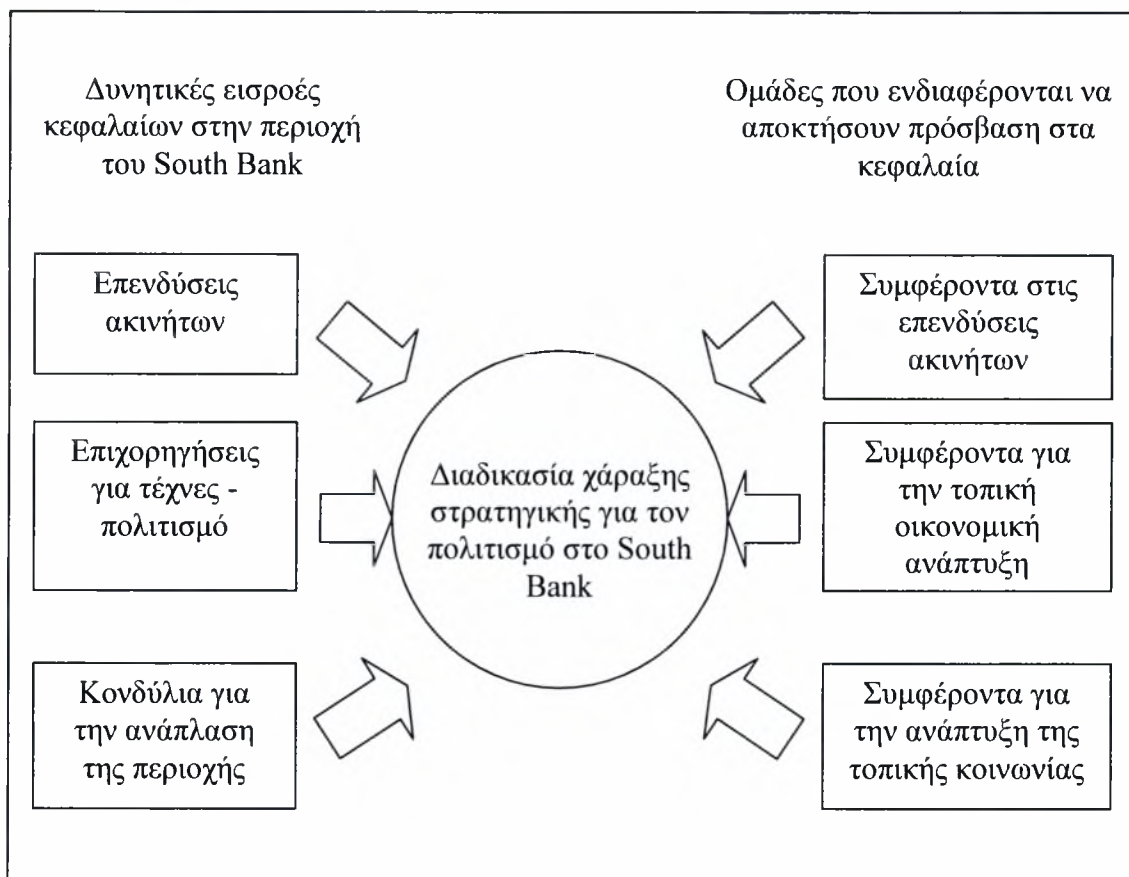 Δυνητικές εισροές
κεφαλαίων στην περιοχή
του South Bank
Ομάδες που ενδιαφέρονται να
αποκτήσουν πρόσβαση στα
κεφαλαία
Επενδύσεις
ακινήτων
Επιχορηγήσεις
για τέχνες -
πολιτισμό
Κονδύλια για
την ανάπλαση
της περιοχής
Διαδικασία χάραξης
στρατηγικής για τον
πολιτισμό στο South
Bank
Συμφέροντα στις
επενδύσεις
ακινήτων
Συμφέροντα για
την τοπική
οικονομική
ανάπτυξη
Συμφέροντα για
την ανάπτυξη της
τοπικής κοινωνίας